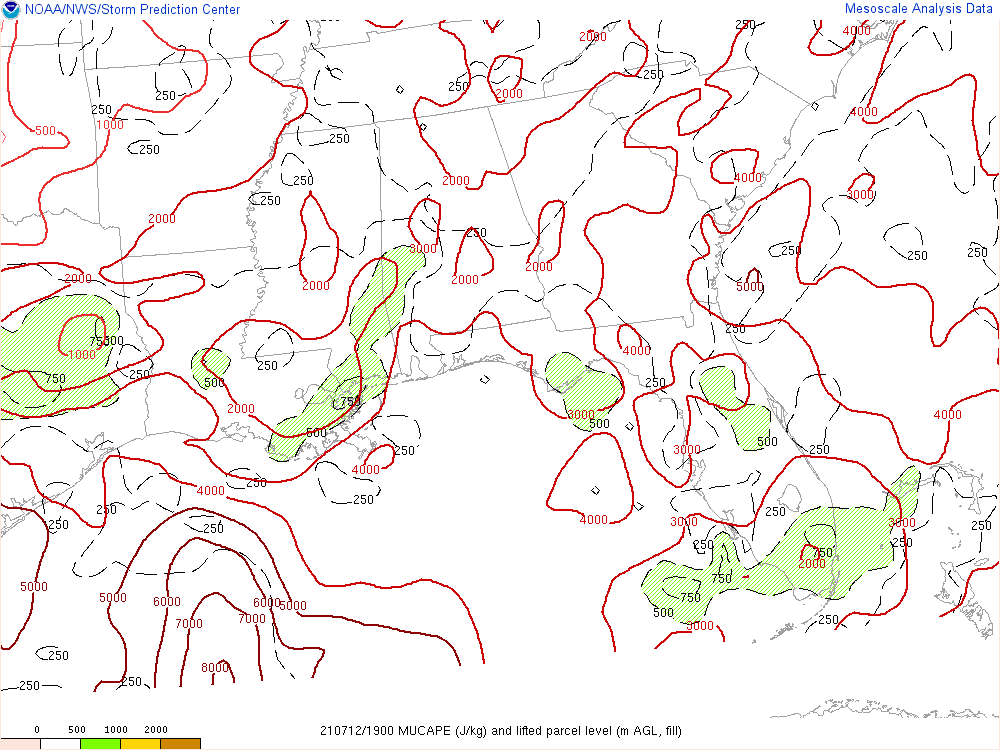 NOAA/NWS/Storm Prediction Center Mesoscale Analysis Data
250 2000 4000
250 250 250 2000
250 1000 4000
500 250 250
250 2000 4000 3000
2000 250 250
3000 250 250 250
2000 2000 2000 2000 5000
75300 250
1000 250 4000
750 250 500 250
2000 750 3000 4000
500 500 500
250 3000 250
4000 250
4000 250 250 250
250 250 4000 3000 3000 250
250 250 750
2000
5000 750
5000 6000 6000 5000 750
7000 7000 500 250
3000
250 8000
250 250
0 500 1000 2000
210712/1900 MUCAPE (J/kg) and lifted parcel level (m AGL, fill)